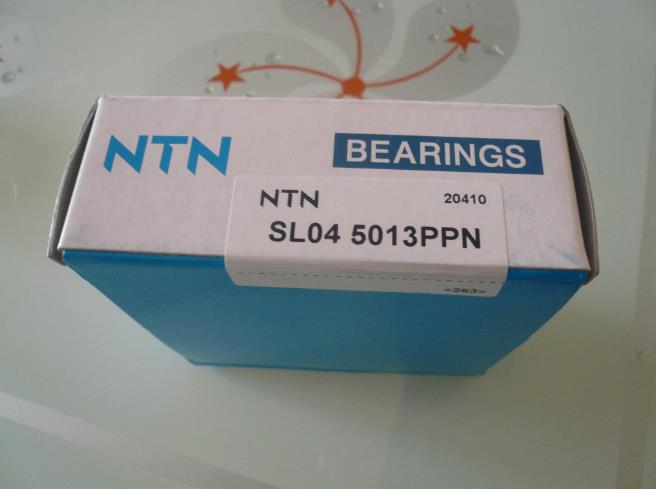 NTN BEARINGS
NTN 20410
SL04 5013PPN
<263>